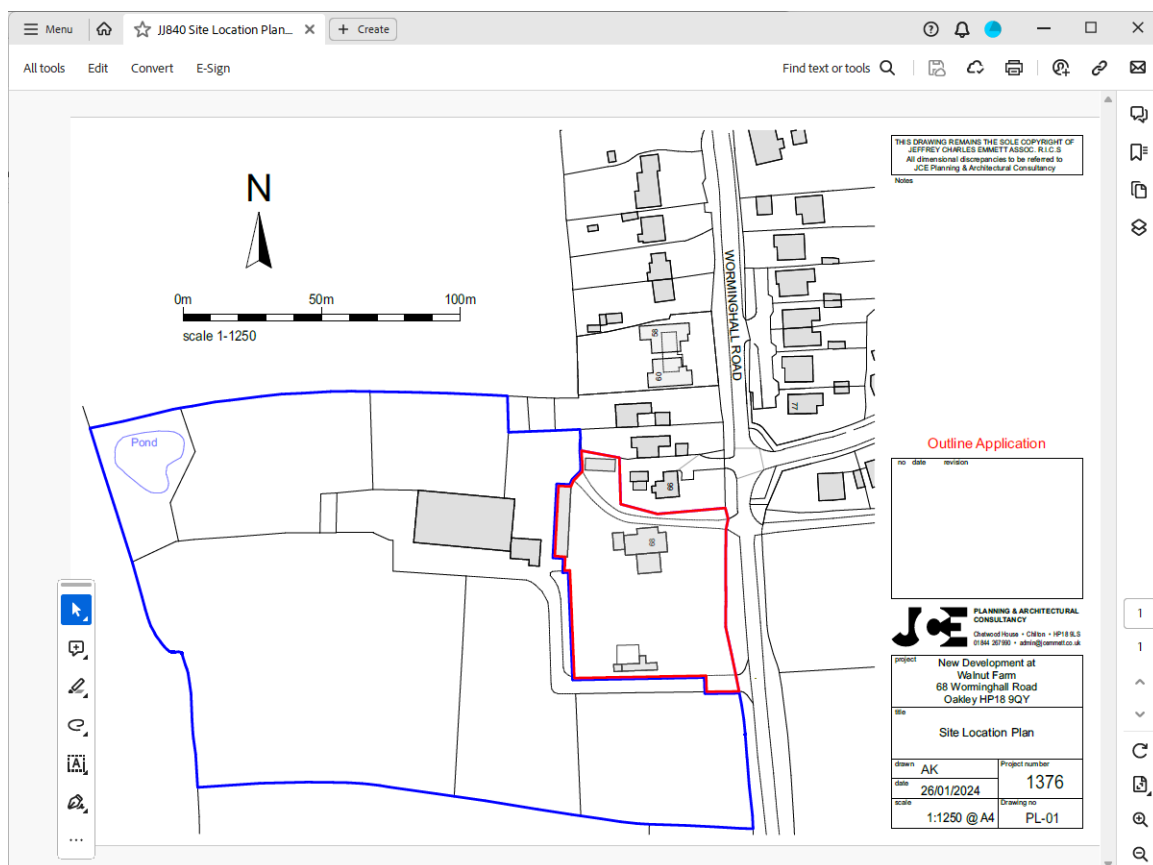 Menu
JJ840 Site Location Plan...
Create
All tools
Edit
Convert
E-Sign
Find text or tools
THIS DRAWING REMAINS THE SOLE COPYRIGHT OF
JEFFREY CHARLES EMMETT ASSOC. R.I.C.S
All dimensional discrepancies to be referred to
JCE Planning & Architectural Consultancy
Notes
N
0m 50m 100m
scale 1-1250
WORMINGHALL ROAD
60
77
Pond
66
68
Outline Application
no date revision
JCE
PLANNING & ARCHITECTURAL
CONSULTANCY
Chetwood House • Chilton • HP18 9LS
01844 267990 • admin@jcemmett.co.uk
project
New Development at
Walnut Farm
68 Worminghall Road
Oakley HP18 9QY
title
Site Location Plan
drawn AK
Project number
1376
date 26/01/2024
scale
1:1250 @ A4
Drawing no
PL-01
1
1